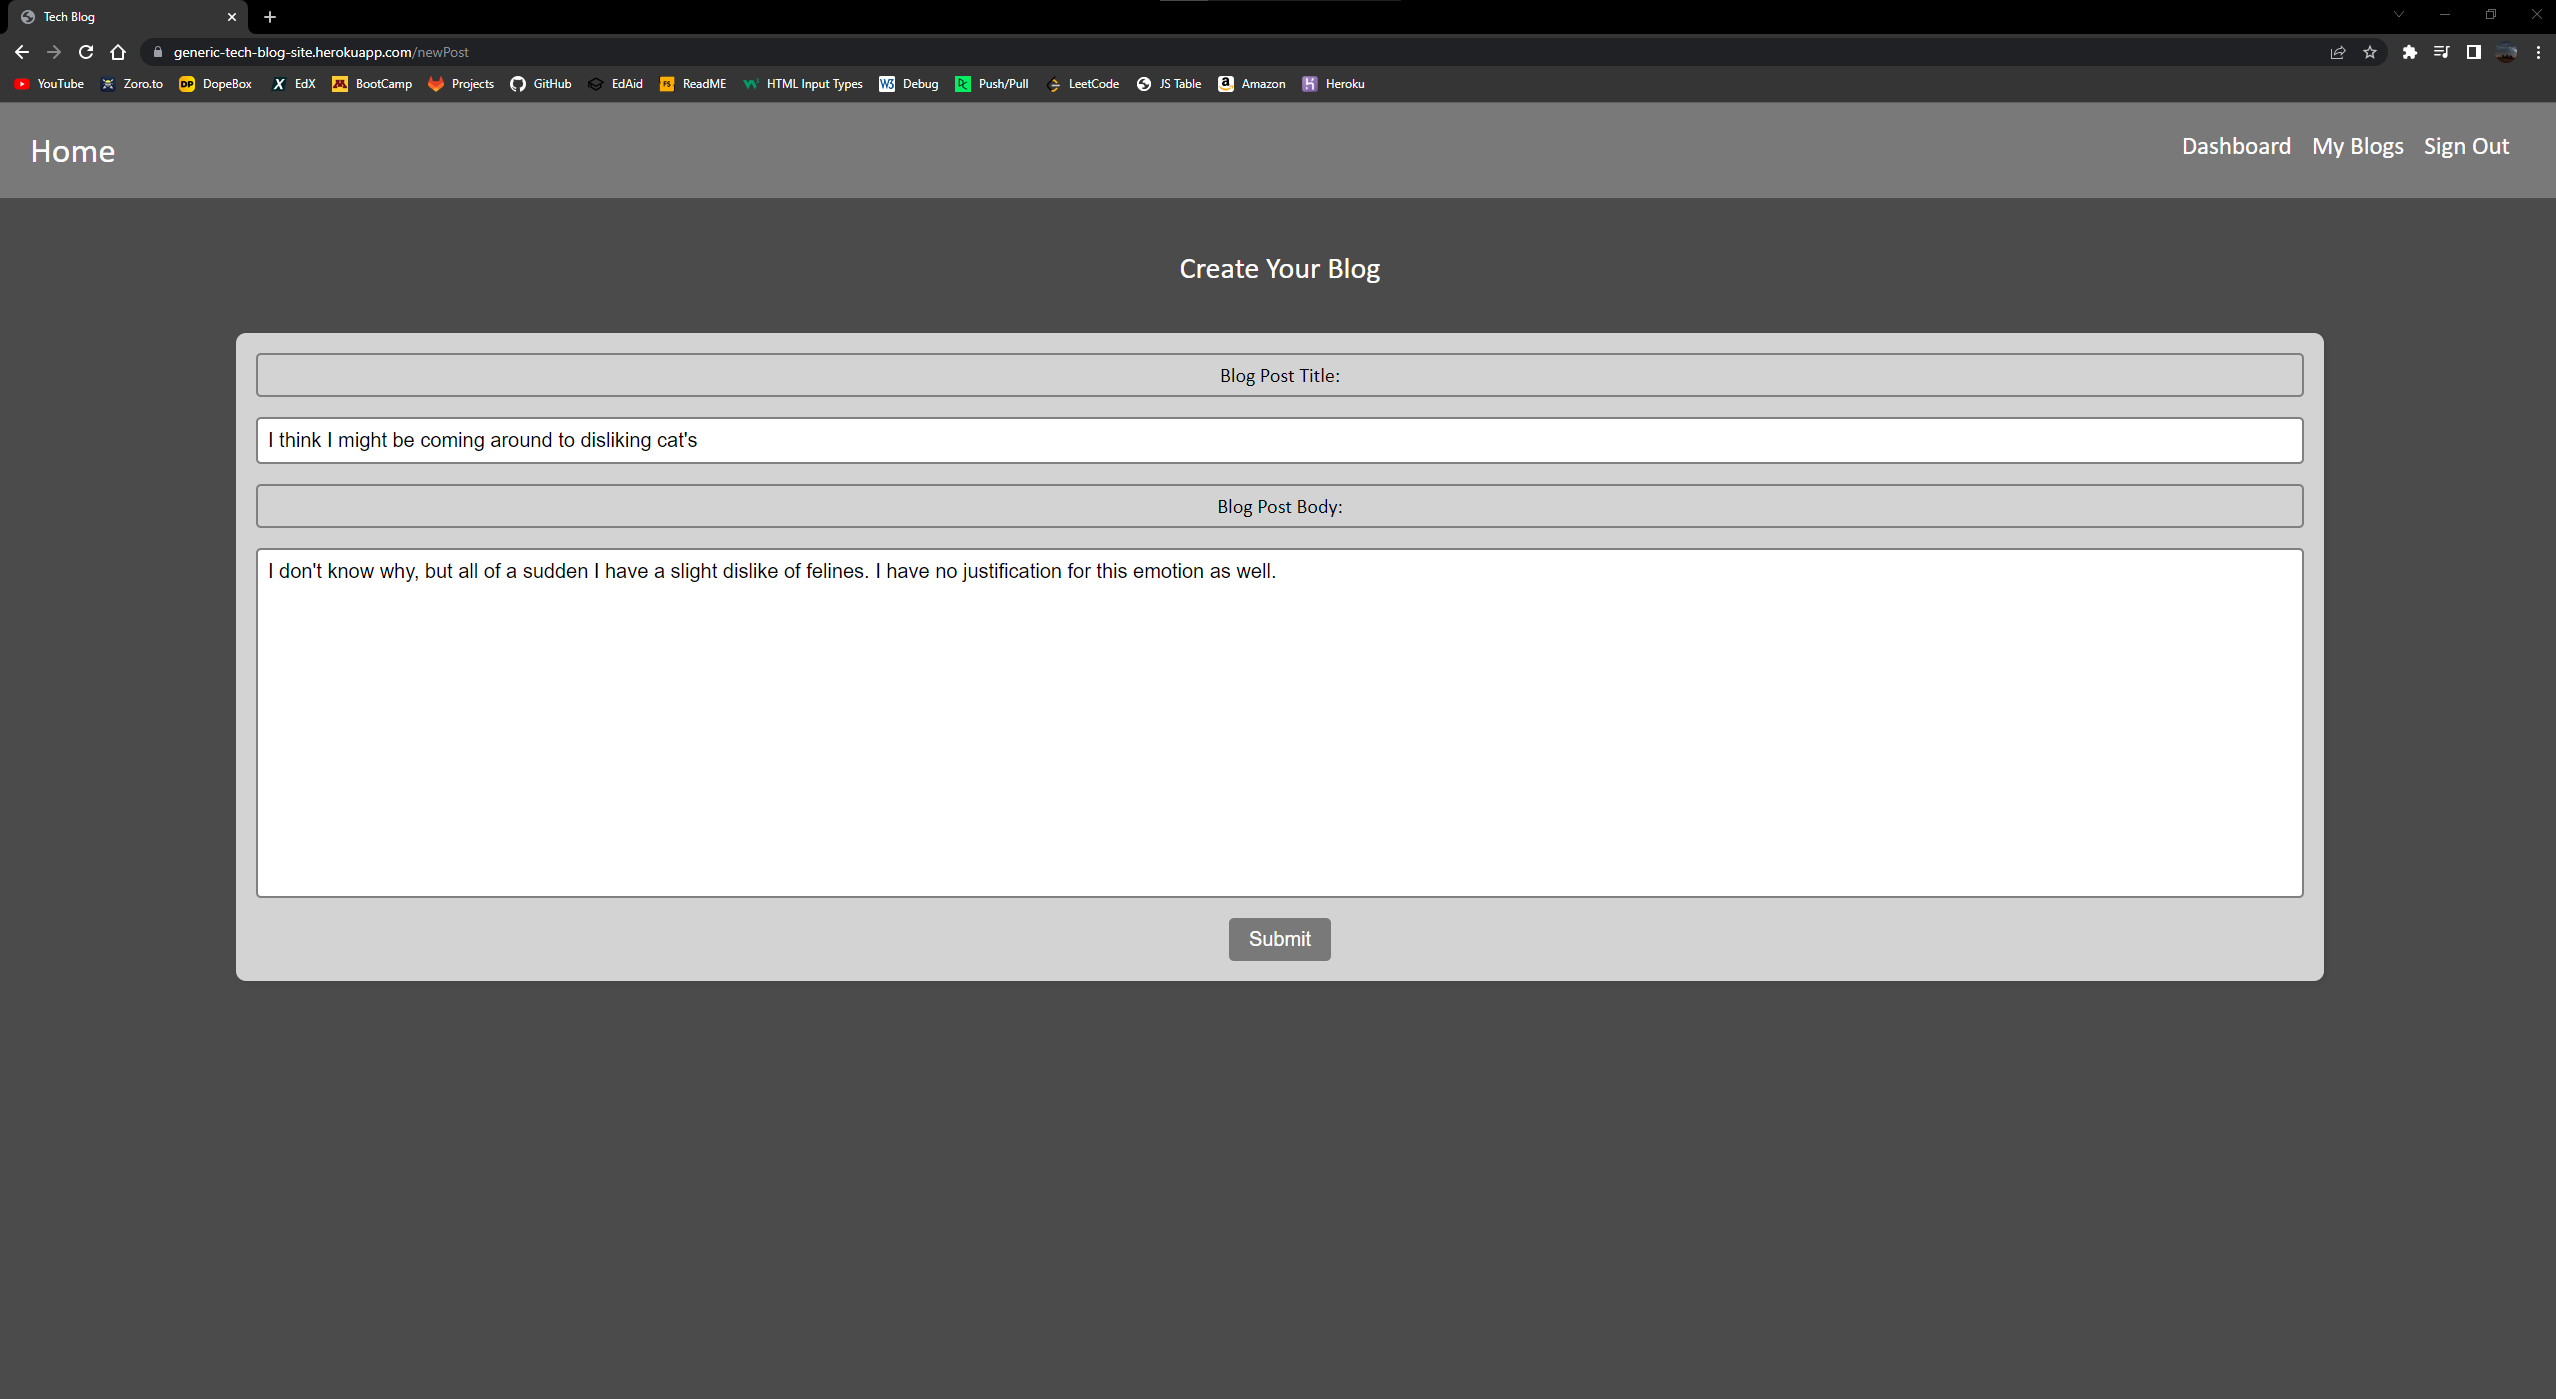 Tech Blog
generic-tech-blog-site.herokuapp.com/newPost
YouTube Zoro.to DP DopeBox EdX BootCamp Projects GitHub EdAid FS ReadME HTML Input Types W3 Debug Push/Pull LeetCode JS Table a Amazon Heroku
Home Dashboard My Blogs Sign Out
Create Your Blog
Blog Post Title:
I think I might be coming around to disliking cat's
Blog Post Body:
I don't know why, but all of a sudden I have a slight dislike of felines. I have no justification for this emotion as well.
Submit